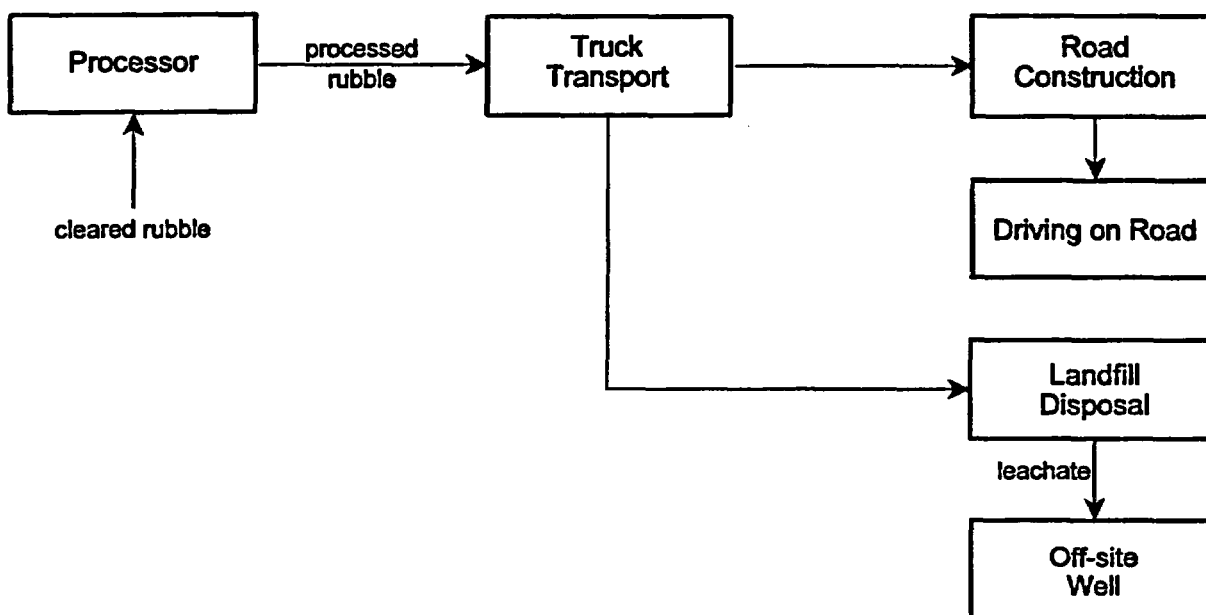 Processor
processed
rubble
Truck
Transport
Road
Construction
cleared rubble
Driving on Road
Landfill
Disposal
leachate
Off-site
Well